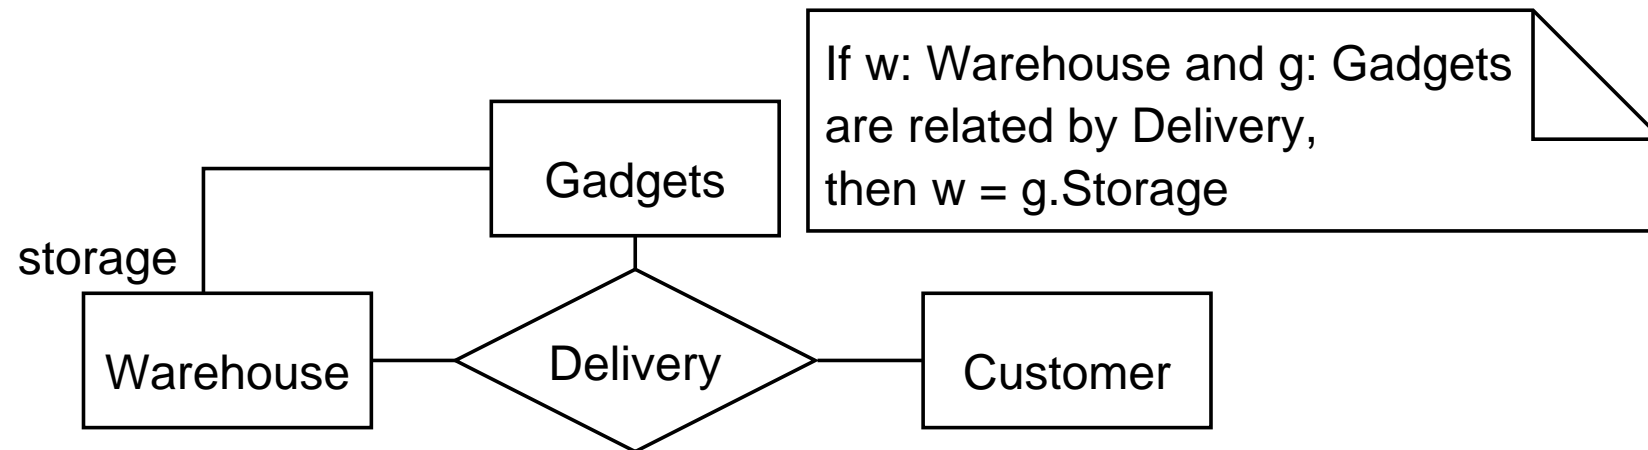 If w: Warehouse and g: Gadgets
are related by Delivery,
then w = g.Storage
Gadgets
storage
Warehouse
Delivery
Customer